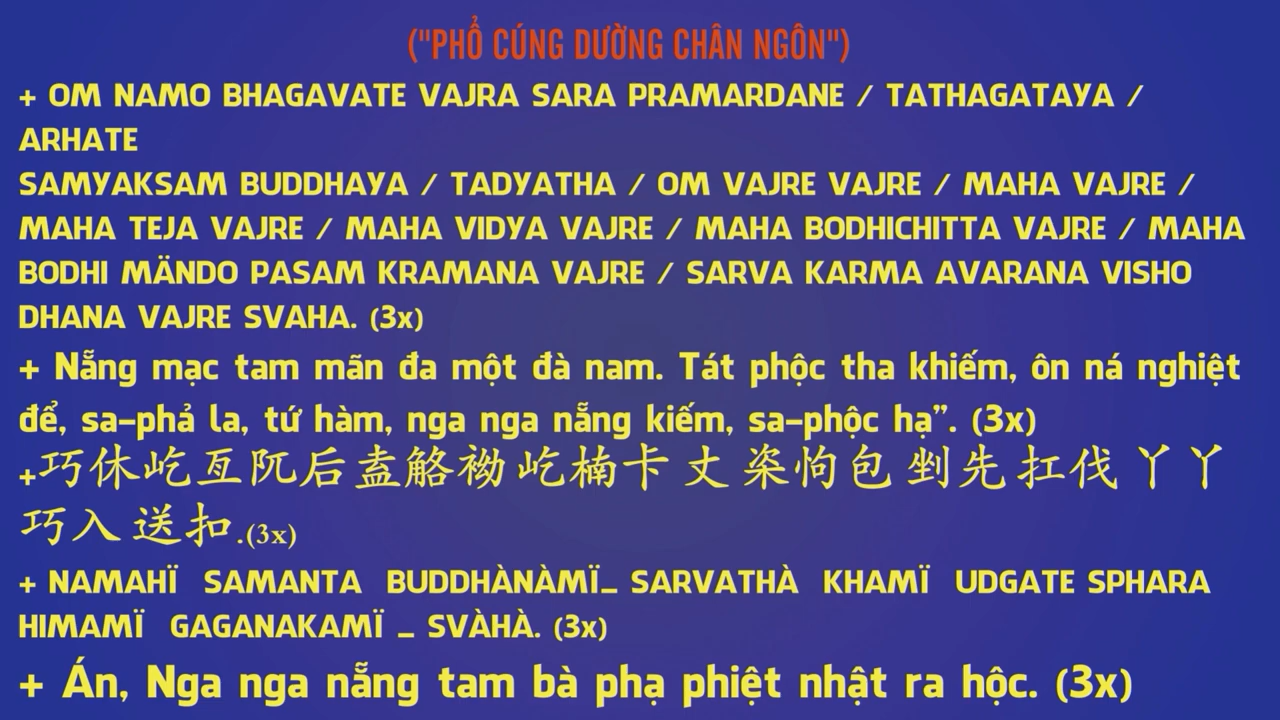 ("PHỔ CÚNG DƯỜNG CHÂN NGÔN")
+ OM NAMO BHAGAVATE VAJRA SARA PRAMARDANE / TATHAGATAYA /
ARHATE
SAMYAKSAM BUDDHAYA / TADYATHA / OM VAJRE VAJRE / MAHA VAJRE /
MAHA TEJA VAJRE / MAHA VIDYA VAJRE / MAHA BODHICHITTA VAJRE / MAHA
BODHI MÄNDO PASAM KRAMANA VAJRE / SARVA KARMA AVARANA VISHO
DHANA VAJRE SVAHA. (3x)
+ Nẵng mạc tam mãn đa một đà nam. Tát phộc tha khiếm, ôn ná nghiệt
để, sa-phả la, tứ hàm, nga nga nẵng kiếm, sa-phộc hạ”. (3x)
+巧休屹亙阢后盍觡袎屹楠卡丈 栥恦包 剉先 扛伐 丫丫
巧入 送扣.(3x)
+ NAMAHÏ SAMANTA BUDDHÀNÀMÏ_ SARVATHÀ KHAMÏ UDGATE SPHARA
HIMAMÏ GAGANAKAMÏ _ SVÀHÀ. (3x)
+ Án, Nga nga nẵng tam bà phạ phiệt nhật ra hộc. (3x)